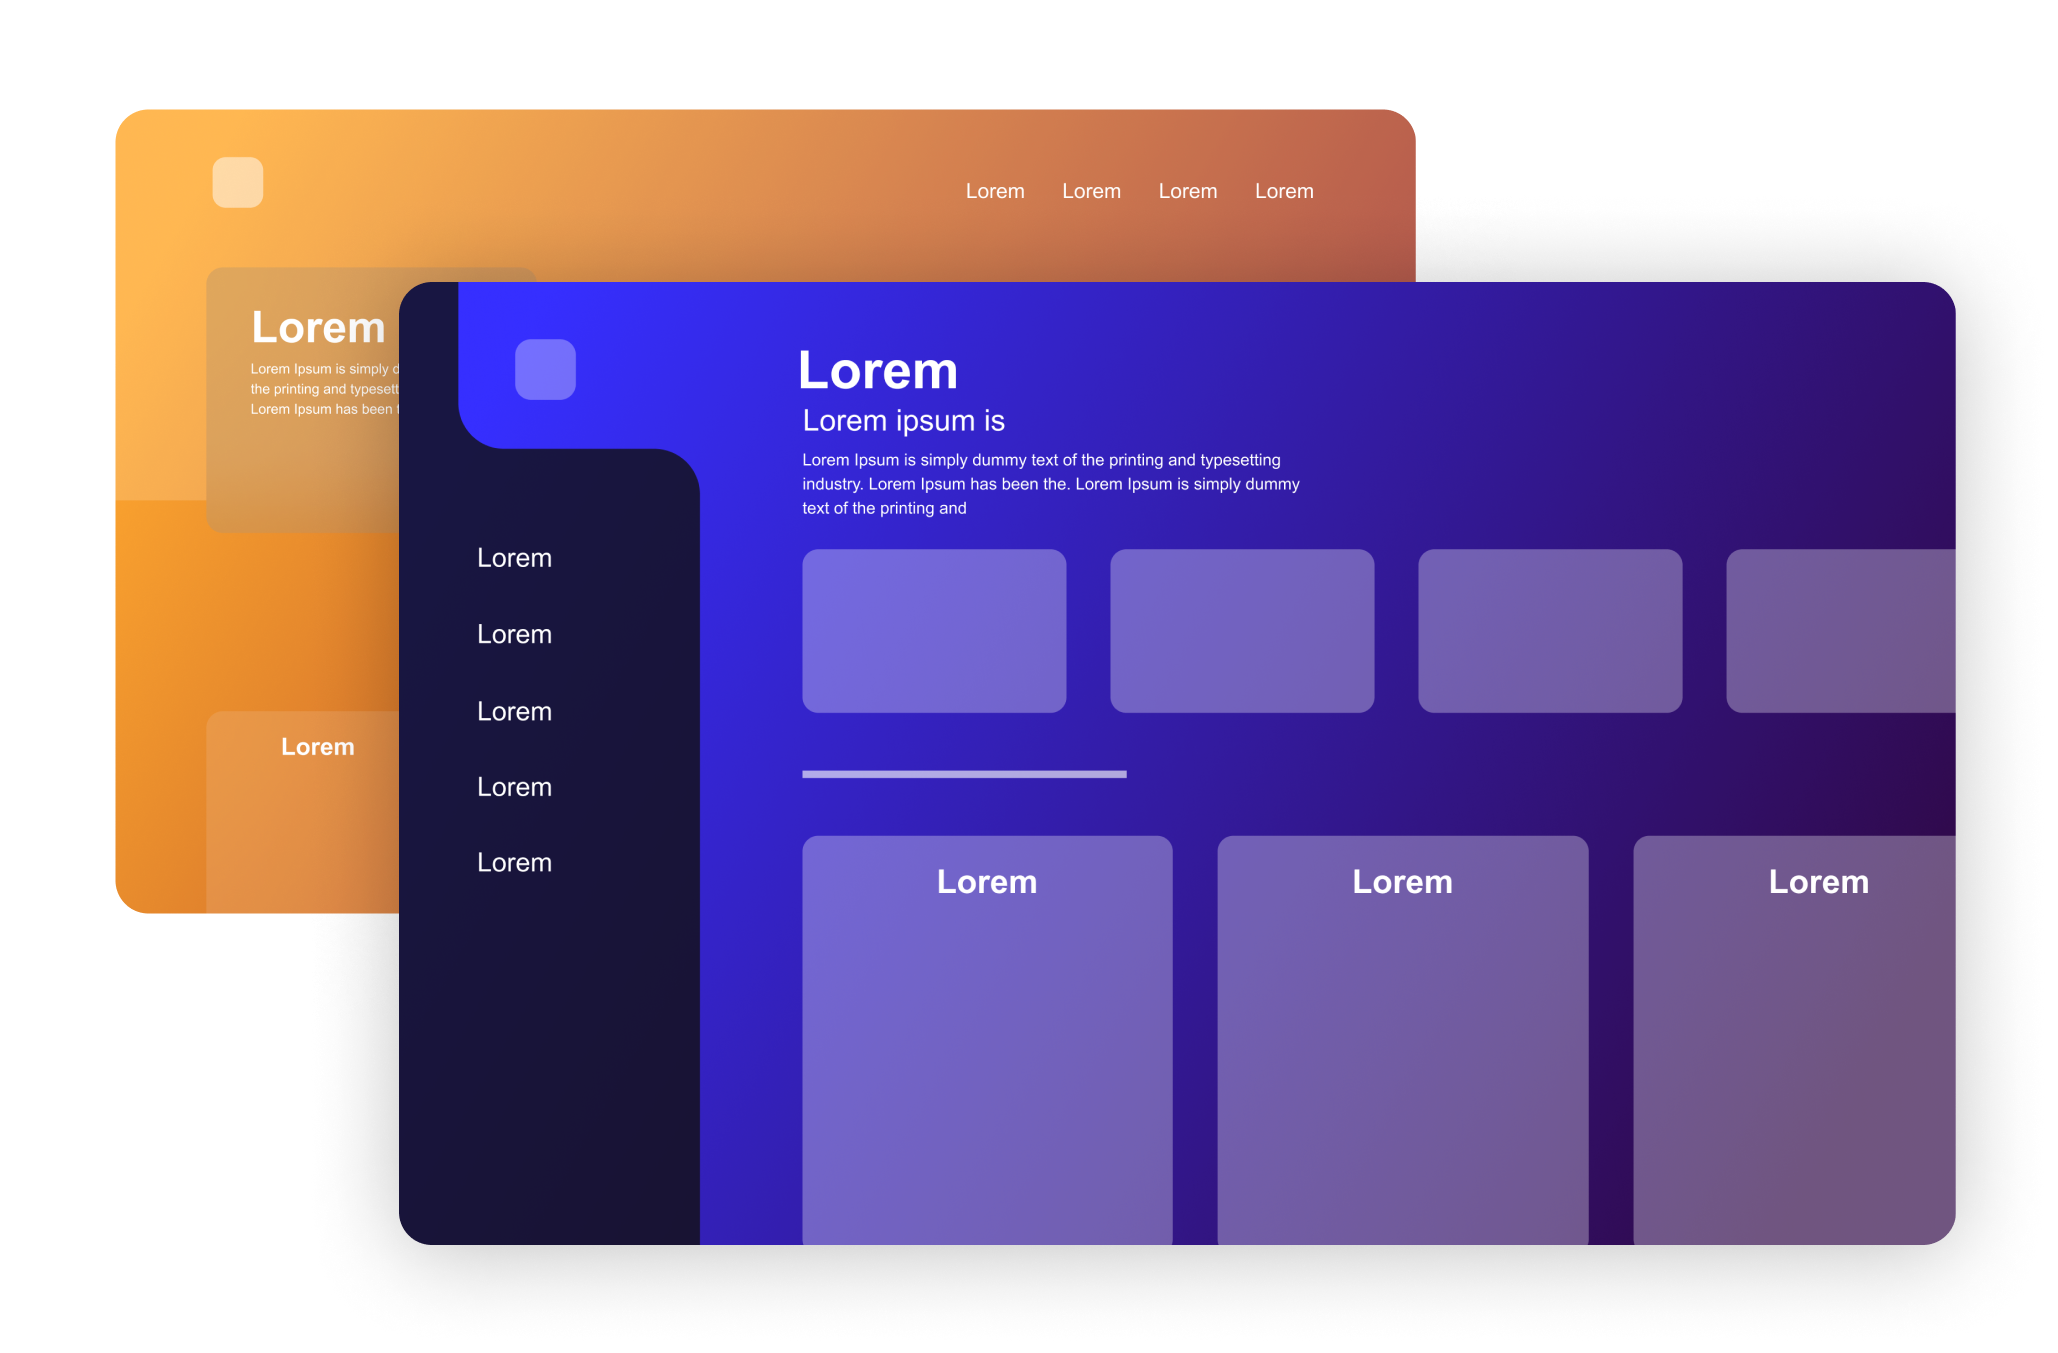 Lorem Lorem Lorem Lorem
Lorem
Lorem Ipsum is simply d
the printing and typesett
Lorem Ipsum has been
Lorem
Lorem
Lorem ipsum is
Lorem Ipsum is simply dummy text of the printing and typesetting
industry. Lorem Ipsum has been the. Lorem Ipsum is simply dummy
text of the printing and
Lorem
Lorem
Lorem
Lorem
Lorem
Lorem Lorem Lorem